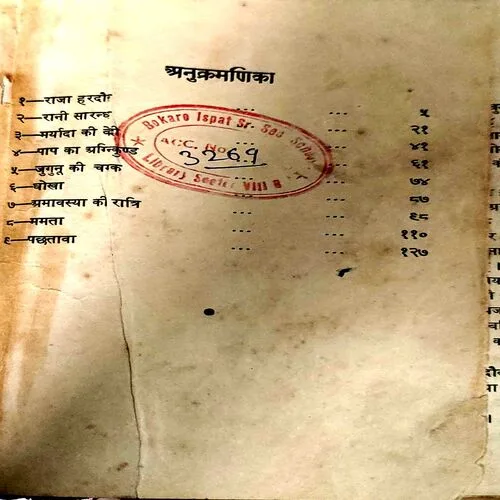 अनुक्रमणिका
१—राजा हरदौल ... ... ५
२—रानी सारन्धा ... ... २१
३—मर्यादा की वेदी ... ... ४१
४—पाप का अग्निकुण्ड ... ... ६१
५—जुगुनू की चमक ... ... ७४
६—धोखा ... ... ८७
७—अमावस्या की रात्रि ... ... ९८
८—ममता ... ... ११०
९—पछतावा ... ... १२७
Bokaro Ispat Sr. Sec. School
ACC. No.
3269
Library Sector VIII B